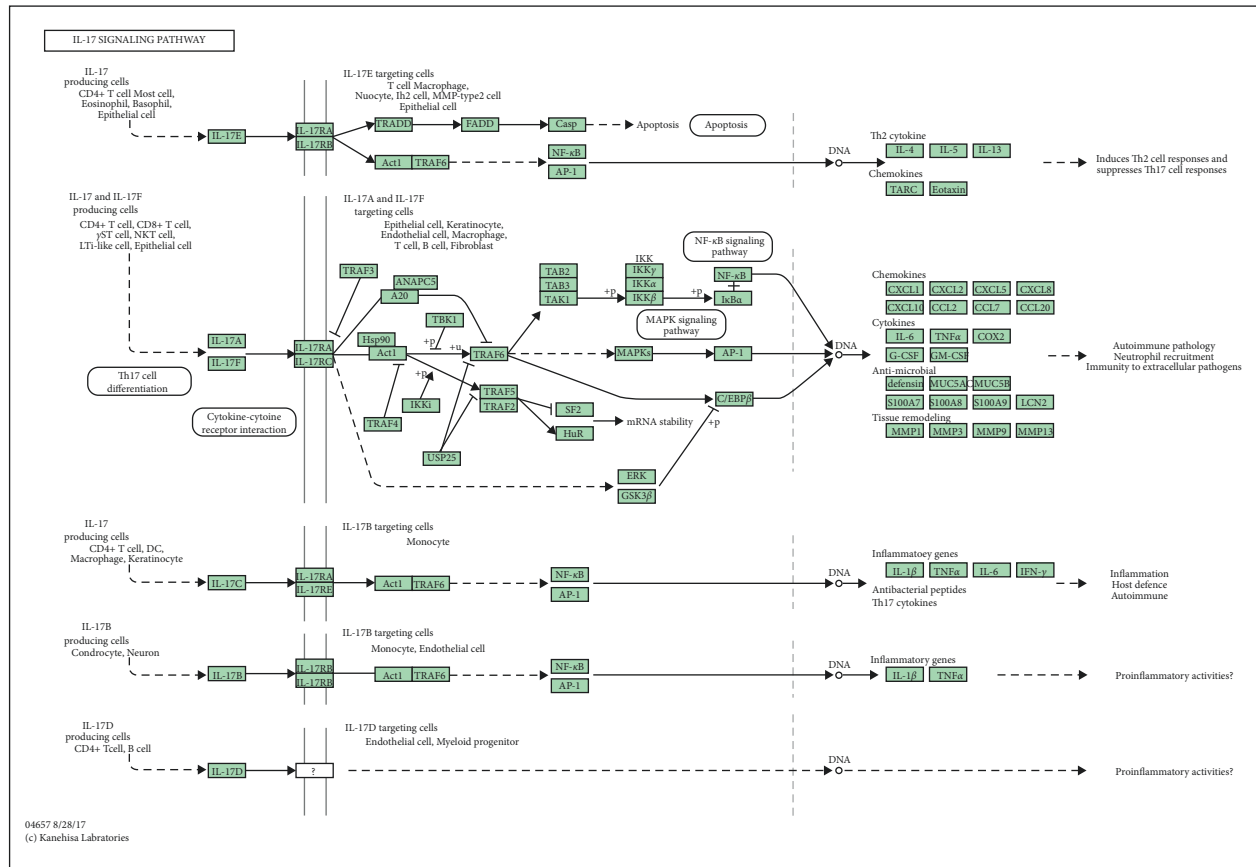 IL-17 SIGNALING PATHWAY
IL-17
producing cells
CD4+ T cell Most cell,
Eosinophil, Basophil,
Epithelial cell
IL-17E
IL-17RA
IL-17RB
IL-17E targeting cells
T cell Macrophage,
Nuocyte, Ih2 cell, MMP-type2 cell
Epithelial cell
TRADD
FADD
Casp
Apoptosis
Apoptosis
Act1
TRAF6
NF-κB
AP-1
DNA
Th2 cytokine
IL-4
IL-5
IL-13
Chemokines
TARC
Eotaxin
Induces Th2 cell responses and
suppresses Th17 cell responses
IL-17 and IL-17F
producing cells
CD4+ T cell, CD8+ T cell,
γST cell, NKT cell,
LTi-like cell, Epithelial cell
IL-17A
IL-17F
Th17 cell
differentiation
IL-17RA
IL-17RC
Cytokine-cytoine
receptor interaction
IL-17A and IL-17F
targeting cells
Epithelial cell, Keratinocyte,
Endothelial cell, Macrophage,
T cell, B cell, Fibroblast
TRAF3
ANAPC5
A20
TBK1
Hsp90
Act1
+p
+u
TRAF6
+p
IKKi
TRAF4
USP25
TRAF5
TRAF2
SF2
HuR
mRNA stability
TAB2
TAB3
TAK1
+p
IKK
IKKγ
IKKα
IKKβ
+p
NF-κB signaling
pathway
NF-κB
IκBα
MAPK signaling
pathway
MAPKs
AP-1
C/EBPβ
+p
ERK
GSK3β
DNA
Chemokines
CXCL1
CXCL2
CXCL5
CXCL8
CXCL10
CCL2
CCL7
CCL20
Cytokines
IL-6
TNFα
COX2
G-CSF
GM-CSF
Anti-microbial
defensin
MUC5AC
MUC5B
S100A7
S100A8
S100A9
LCN2
Tissue remodeling
MMP1
MMP3
MMP9
MMP13
Autoimmune pathology
Neutrophil recruitment
Immunity to extracellular pathogens
IL-17
producing cells
CD4+ T cell, DC,
Macrophage, Keratinocyte
IL-17C
IL-17RA
IL-17RE
IL-17B targeting cells
Monocyte
Act1
TRAF6
NF-κB
AP-1
DNA
Inflammatoey genes
IL-1β
TNFα
IL-6
IFN-γ
Antibacterial peptides
Th17 cytokines
Inflammation
Host defence
Autoimmune
IL-17B
producing cells
Condrocyte, Neuron
IL-17B
IL-17RB
IL-17RB
IL-17B targeting cells
Monocyte, Endothelial cell
Act1
TRAF6
NF-κB
AP-1
DNA
Inflammatory genes
IL-1β
TNFα
Proinflammatory activities?
IL-17D
producing cells
CD4+ Tcell, B cell
IL-17D
?
IL-17D targeting cells
Endothelial cell, Myeloid progenitor
DNA
Proinflammatory activities?
04657 8/28/17
(c) Kanehisa Labratories